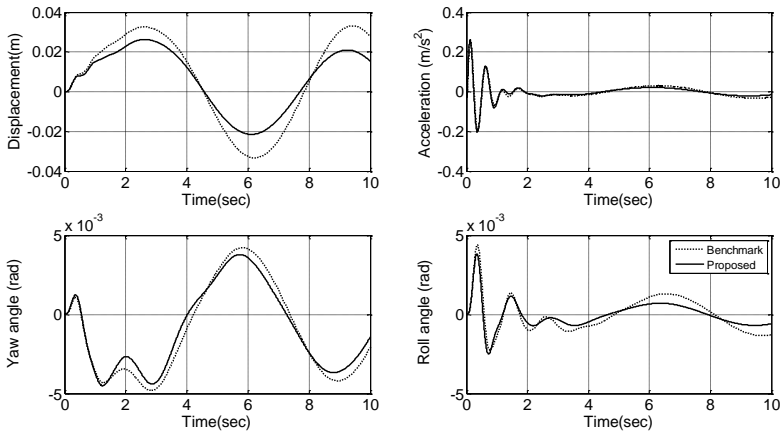 0.04
0.02
0
-0.02
-0.04
Displacement(m)
0 2 4 6 8 10
Time(sec)
0.4
0.2
0
-0.2
-0.4
Acceleration (m/s²)
0 2 4 6 8 10
Time(sec)
5 x 10⁻³
0
-5
Yaw angle (rad)
0 2 4 6 8 10
Time(sec)
5 x 10⁻³
0
-5
Roll angle (rad)
Benchmark
Proposed
0 2 4 6 8 10
Time(sec)